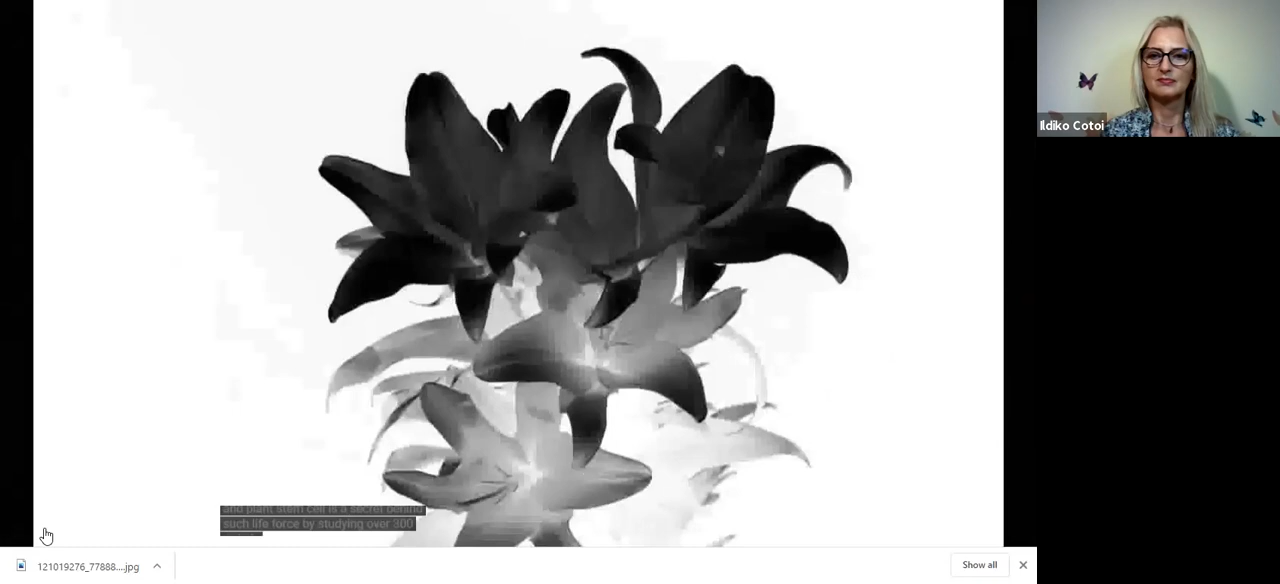 Ildiko Cotoi
and plant stem cell is a secret behind
such life force by studying over 300
121019276_77888....jpg
Show all